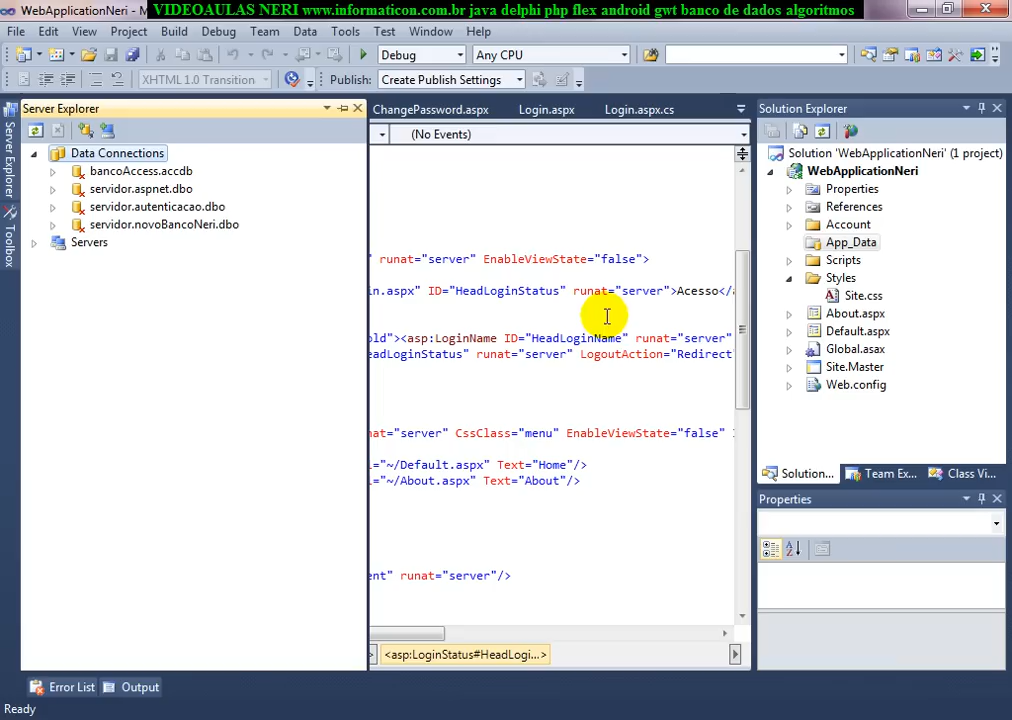 WebApplicationNeri - M
VIDEOAULAS NERI www.informaticon.com.br java delphi php flex android gwt banco de dados algoritmos
File Edit View Project Build Debug Team Data Tools Test Window Help
Debug Any CPU
XHTML 1.0 Transition Publish: Create Publish Settings
Server Explorer
Toolbox
Server Explorer
Data Connections
bancoAccess.accdb
servidor.aspnet.dbo
servidor.autenticacao.dbo
servidor.novoBancoNeri.dbo
Servers
ChangePassword.aspx Login.aspx Login.aspx.cs
(No Events)
" runat="server" EnableViewState="false">
in.aspx" ID="HeadLoginStatus" runat="server">Acesso</
old"><asp:LoginName ID="HeadLoginName" runat="server"
eadLoginStatus" runat="server" LogoutAction="Redirect"
nat="server" CssClass="menu" EnableViewState="false"
l="~/Default.aspx" Text="Home"/>
l="~/About.aspx" Text="About"/>
ent" runat="server"/>
> <asp:LoginStatus#HeadLogi...>
Solution Explorer
Solution 'WebApplicationNeri' (1 project)
WebApplicationNeri
Properties
References
Account
App_Data
Scripts
Styles
Site.css
About.aspx
Default.aspx
Global.asax
Site.Master
Web.config
Solution... Team Ex... Class Vi...
Properties
Error List Output
Ready